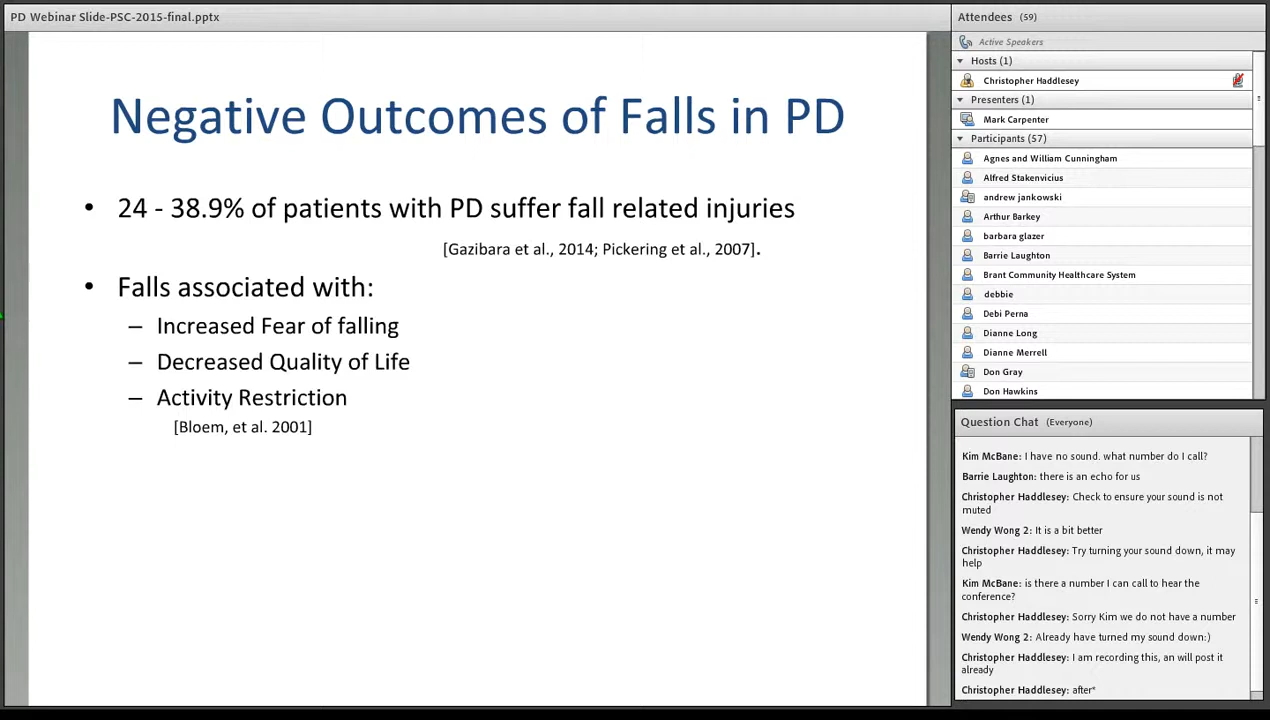 PD Webinar Slide-PSC-2015-final.pptx
Negative Outcomes of Falls in PD
• 24 - 38.9% of patients with PD suffer fall related injuries
[Gazibara et al., 2014; Pickering et al., 2007].
• Falls associated with:
– Increased Fear of falling
– Decreased Quality of Life
– Activity Restriction
[Bloem, et al. 2001]
Attendees (59)
Active Speakers
Hosts (1)
Christopher Haddlesey
Presenters (1)
Mark Carpenter
Participants (57)
Agnes and William Cunningham
Alfred Stakenvicius
andrew jankowski
Arthur Barkey
barbara glazer
Barrie Laughton
Brant Community Healthcare System
debbie
Debi Perna
Dianne Long
Dianne Merrell
Don Gray
Don Hawkins
Question Chat (Everyone)
Kim McBane: I have no sound. what number do I call?
Barrie Laughton: there is an echo for us
Christopher Haddlesey: Check to ensure your sound is not
muted
Wendy Wong 2: It is a bit better
Christopher Haddlesey: Try turning your sound down, it may
help
Kim McBane: is there a number I can call to hear the
conference?
Christopher Haddlesey: Sorry Kim we do not have a number
Wendy Wong 2: Already have turned my sound down:)
Christopher Haddlesey: I am recording this, an will post it
already
Christopher Haddlesey: after*